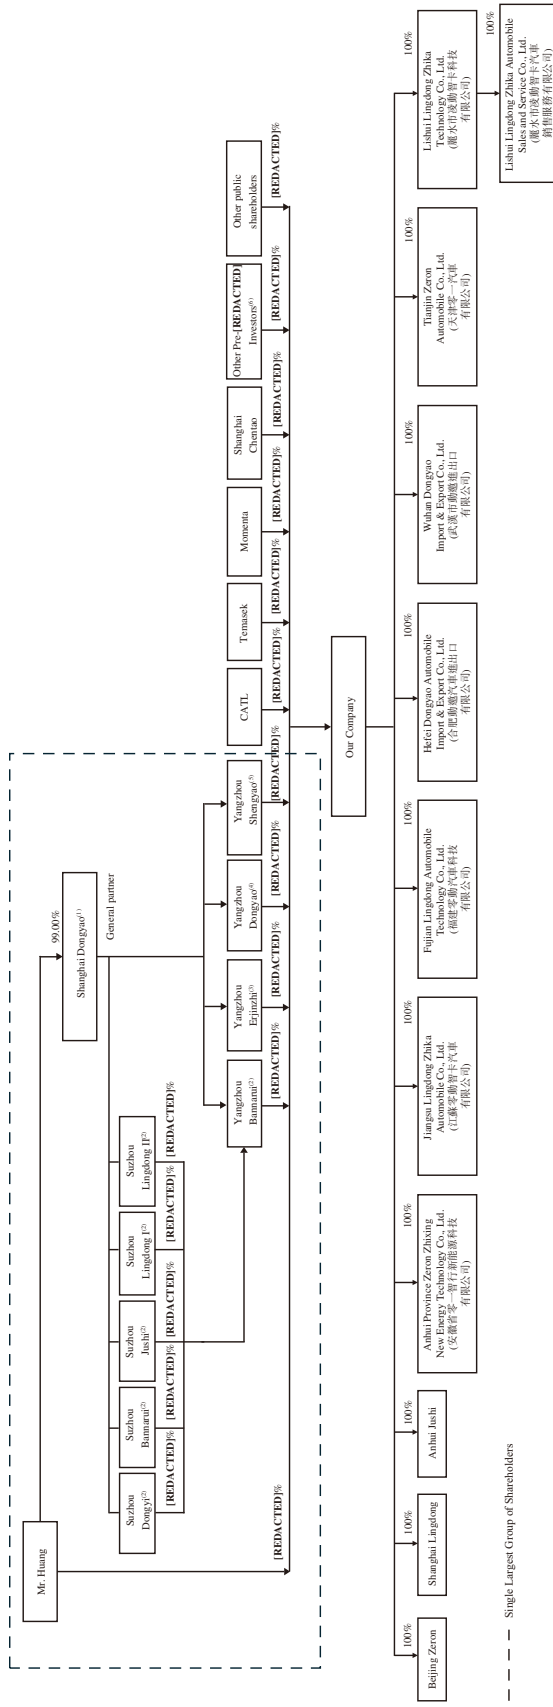 Mr. Huang
99.00%
Shanghai Dongyao(1)
General partner
Suzhou
Dongyi(2)
Suzhou
Bannarui(2)
Suzhou
Jushi(2)
Suzhou
Lingdong I(2)
Suzhou
Lingdong II(2)
[REDACTED]%
[REDACTED]%
[REDACTED]%
[REDACTED]%
[REDACTED]%
Yangzhou
Bannarui(2)
Yangzhou
Erjinzhi(3)
Yangzhou
Dongyao(4)
Yangzhou
Shengyao(5)
CATL
Temasek
Momenta
Shanghai
Chentao
Other Pre-[REDACTED]
Investors(6)
Other public
shareholders
[REDACTED]%
[REDACTED]%
[REDACTED]%
[REDACTED]%
[REDACTED]%
[REDACTED]%
[REDACTED]%
[REDACTED]%
[REDACTED]%
[REDACTED]%
[REDACTED]%
Our Company
100%
100%
100%
100%
100%
100%
100%
100%
100%
100%
Beijing Zeron
Shanghai Lingdong
Anhui Jushi
Anhui Province Zeron Zhixing
New Energy Technology Co., Ltd.
(安徽省零一智行新能源科技
有限公司)
Jiangsu Lingdong Zhika
Automobile Co., Ltd.
(江蘇零動智卡汽車
有限公司)
Fujian Lingdong Automobile
Technology Co., Ltd.
(福建零動汽車科技
有限公司)
Hefei Dongyao Automobile
Import & Export Co., Ltd.
(合肥動邀汽車進出口
有限公司)
Wuhan Dongyao
Import & Export Co., Ltd.
(武漢市動邀進出口
有限公司)
Tianjin Zeron
Automobile Co., Ltd.
(天津零一汽車
有限公司)
Lishui Lingdong Zhika
Technology Co., Ltd.
(麗水市凌動智卡科技
有限公司)
100%
Lishui Lingdong Zhika Automobile
Sales and Service Co., Ltd.
(麗水市凌動智卡汽車
銷售服務有限公司)
Single Largest Group of Shareholders